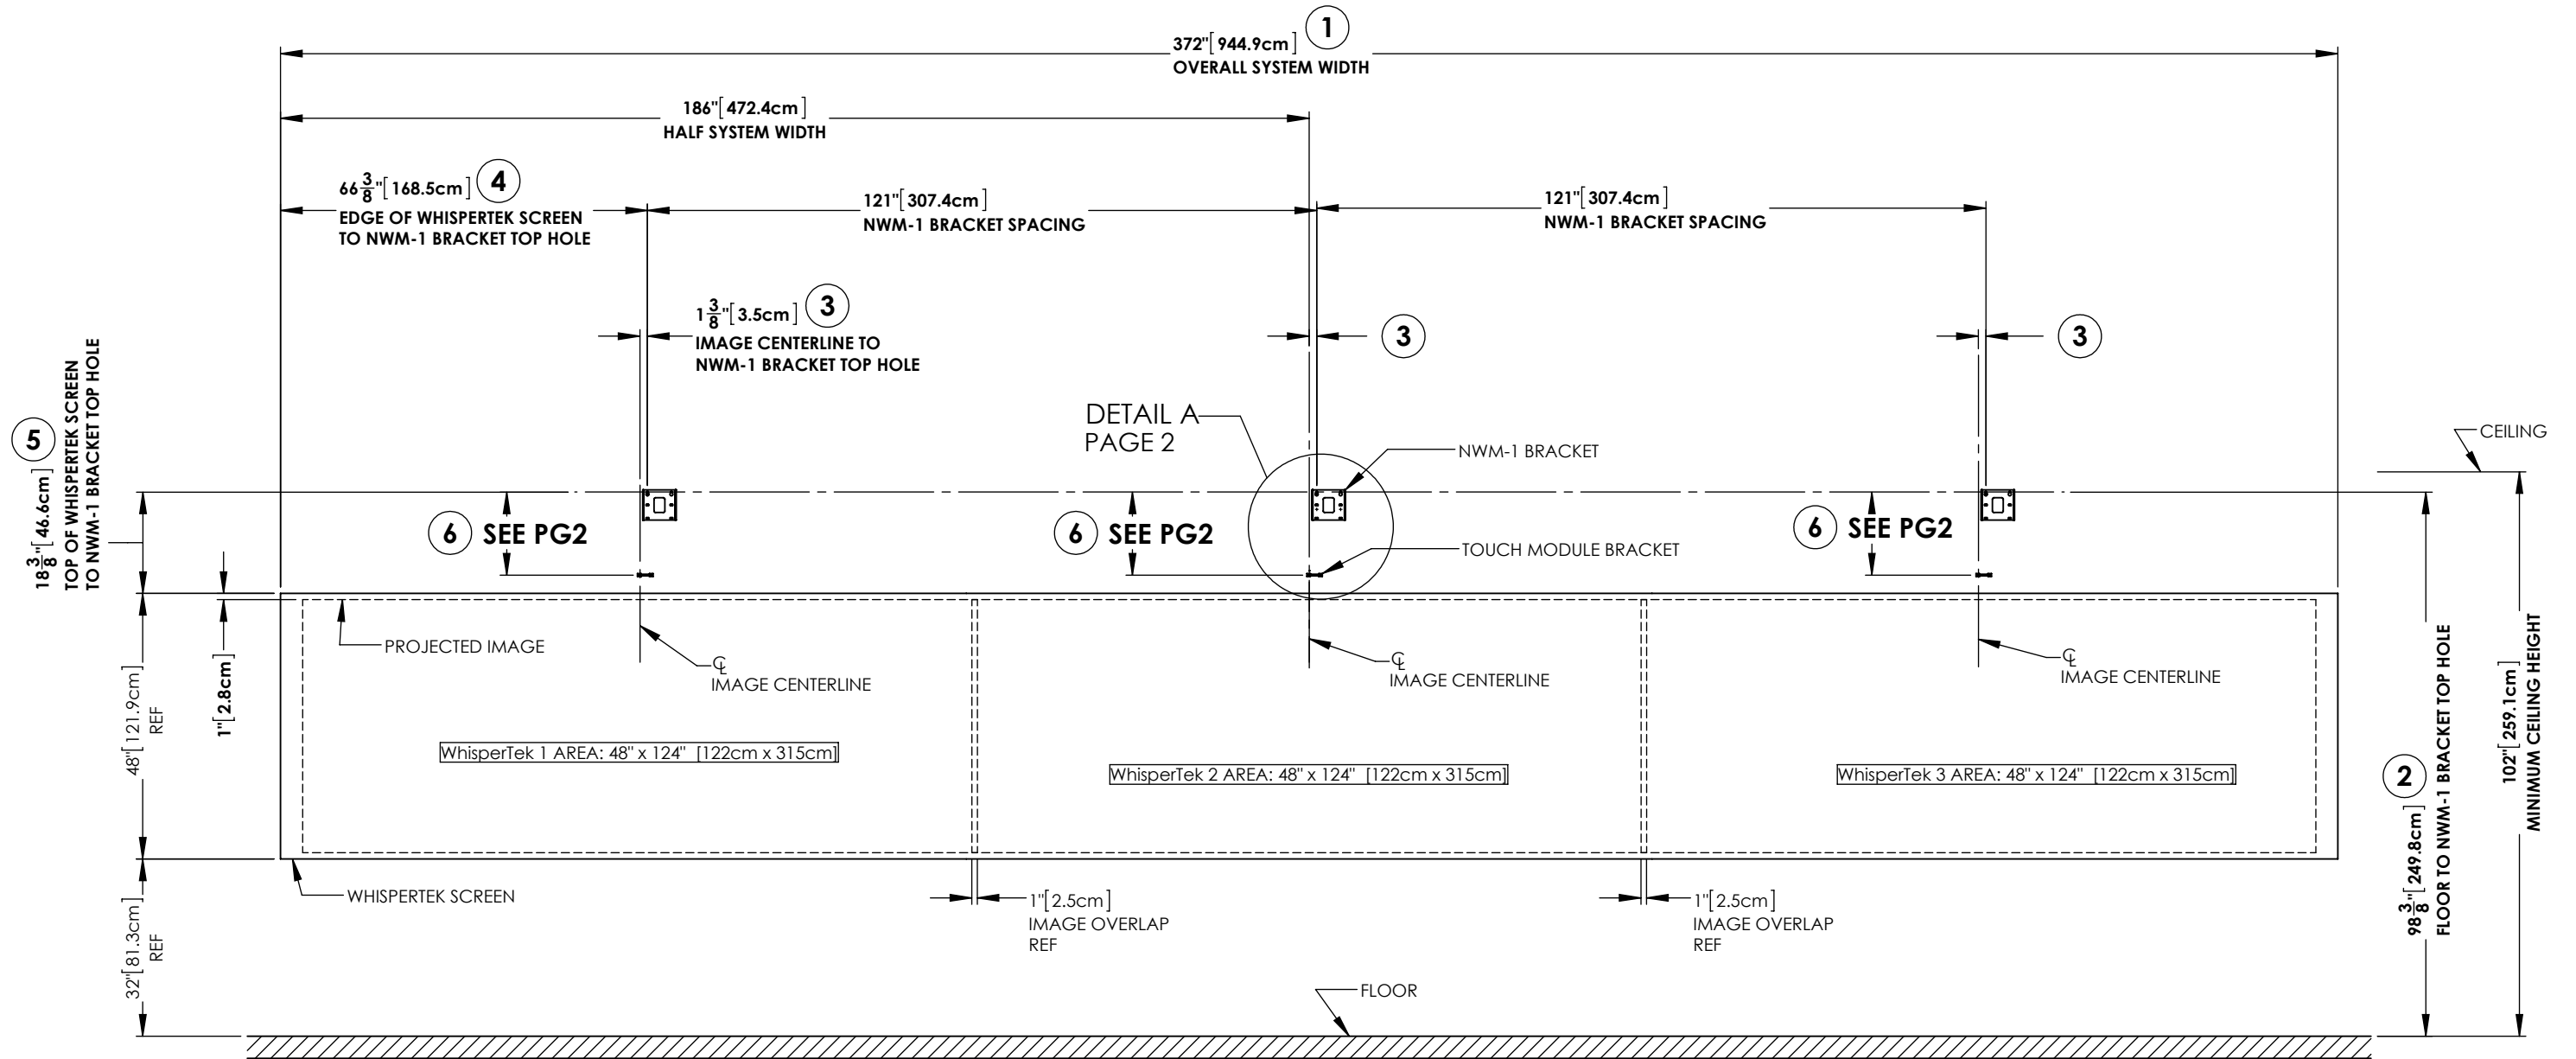 372"[944.9cm] 1
OVERALL SYSTEM WIDTH
186"[472.4cm]
HALF SYSTEM WIDTH
66 3/8"[168.5cm] 4
EDGE OF WHISPERTEK SCREEN
TO NWM-1 BRACKET TOP HOLE
121"[307.4cm]
NWM-1 BRACKET SPACING
121"[307.4cm]
NWM-1 BRACKET SPACING
1 3/8"[3.5cm] 3
IMAGE CENTERLINE TO
NWM-1 BRACKET TOP HOLE
3
3
5
18 3/8"[46.6cm]
TOP OF WHISPERTEK SCREEN
TO NWM-1 BRACKET TOP HOLE
DETAIL A
PAGE 2
NWM-1 BRACKET
CEILING
6 SEE PG2
6 SEE PG2
6 SEE PG2
TOUCH MODULE BRACKET
PROJECTED IMAGE
℄
IMAGE CENTERLINE
℄
IMAGE CENTERLINE
℄
IMAGE CENTERLINE
1"[2.8cm]
48"[121.9cm]
REF
WhisperTek 1 AREA: 48" x 124" [122cm x 315cm]
WhisperTek 2 AREA: 48" x 124" [122cm x 315cm]
WhisperTek 3 AREA: 48" x 124" [122cm x 315cm]
2
98 3/8"[249.8cm]
FLOOR TO NWM-1 BRACKET TOP HOLE
102"[259.1cm]
MINIMUM CEILING HEIGHT
WHISPERTEK SCREEN
1"[2.5cm]
IMAGE OVERLAP
REF
1"[2.5cm]
IMAGE OVERLAP
REF
32"[81.3cm]
REF
FLOOR